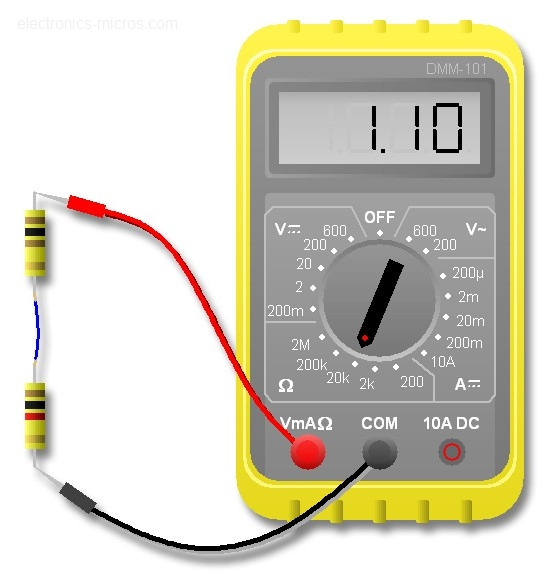 electronics-micros.com
DMM-101
1.10
OFF
V⎓ 600 600 V~
200 200
20 200µ
2 2m
200m 20m
2M 200m
200k 10A
20k 2k 200
Ω A⎓
VmAΩ COM 10A DC